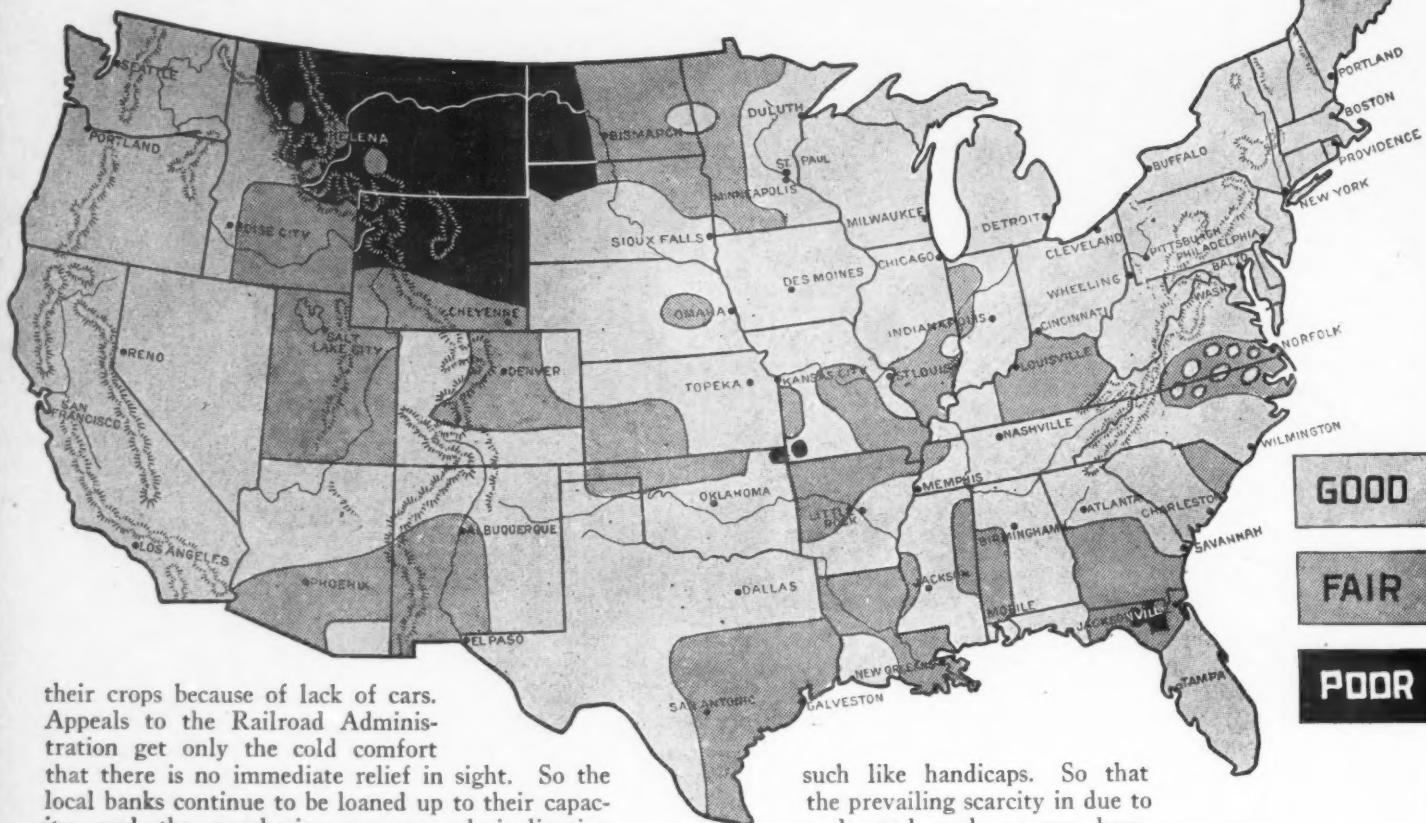 SEATTLE
PORTLAND
HELENA
BISMARCK
DULUTH
ST. PAUL
MINNEAPOLIS
BOISE CITY
SIOUX FALLS
MILWAUKEE
DETROIT
BUFFALO
PORTLAND
BOSTON
PROVIDENCE
NEW YORK
CLEVELAND
PITTSBURGH
PHILADELPHIA
BALTO
WASH.
CHICAGO
DES MOINES
WHEELING
OMAHA
CHEYENNE
INDIANAPOLIS
CINCINNATI
NORFOLK
RENO
SALT
LAKE CITY
DENVER
TOPEKA
KANSAS CITY
ST LOUIS
LOUISVILLE
SAN
FRANCISCO
NASHVILLE
WILMINGTON
OKLAHOMA
MEMPHIS
LITTLE
ROCK
ATLANTA
CHARLESTON
LOS ANGELES
ALBUQUERQUE
BIRMINGHAM
SAVANNAH
PHOENIX
DALLAS
JACKSON
MOBILE
JACKSONVILLE
EL PASO
NEW ORLEANS
SAN ANTONIO
GALVESTON
TAMPA
GOOD
FAIR
POOR
their crops because of lack of cars.
Appeals to the Railroad Adminis-
tration get only the cold comfort
that there is no immediate relief in sight. So the
local banks continue to be loaned up to their capac-
such like handicaps. So that
the prevailing scarcity in due to